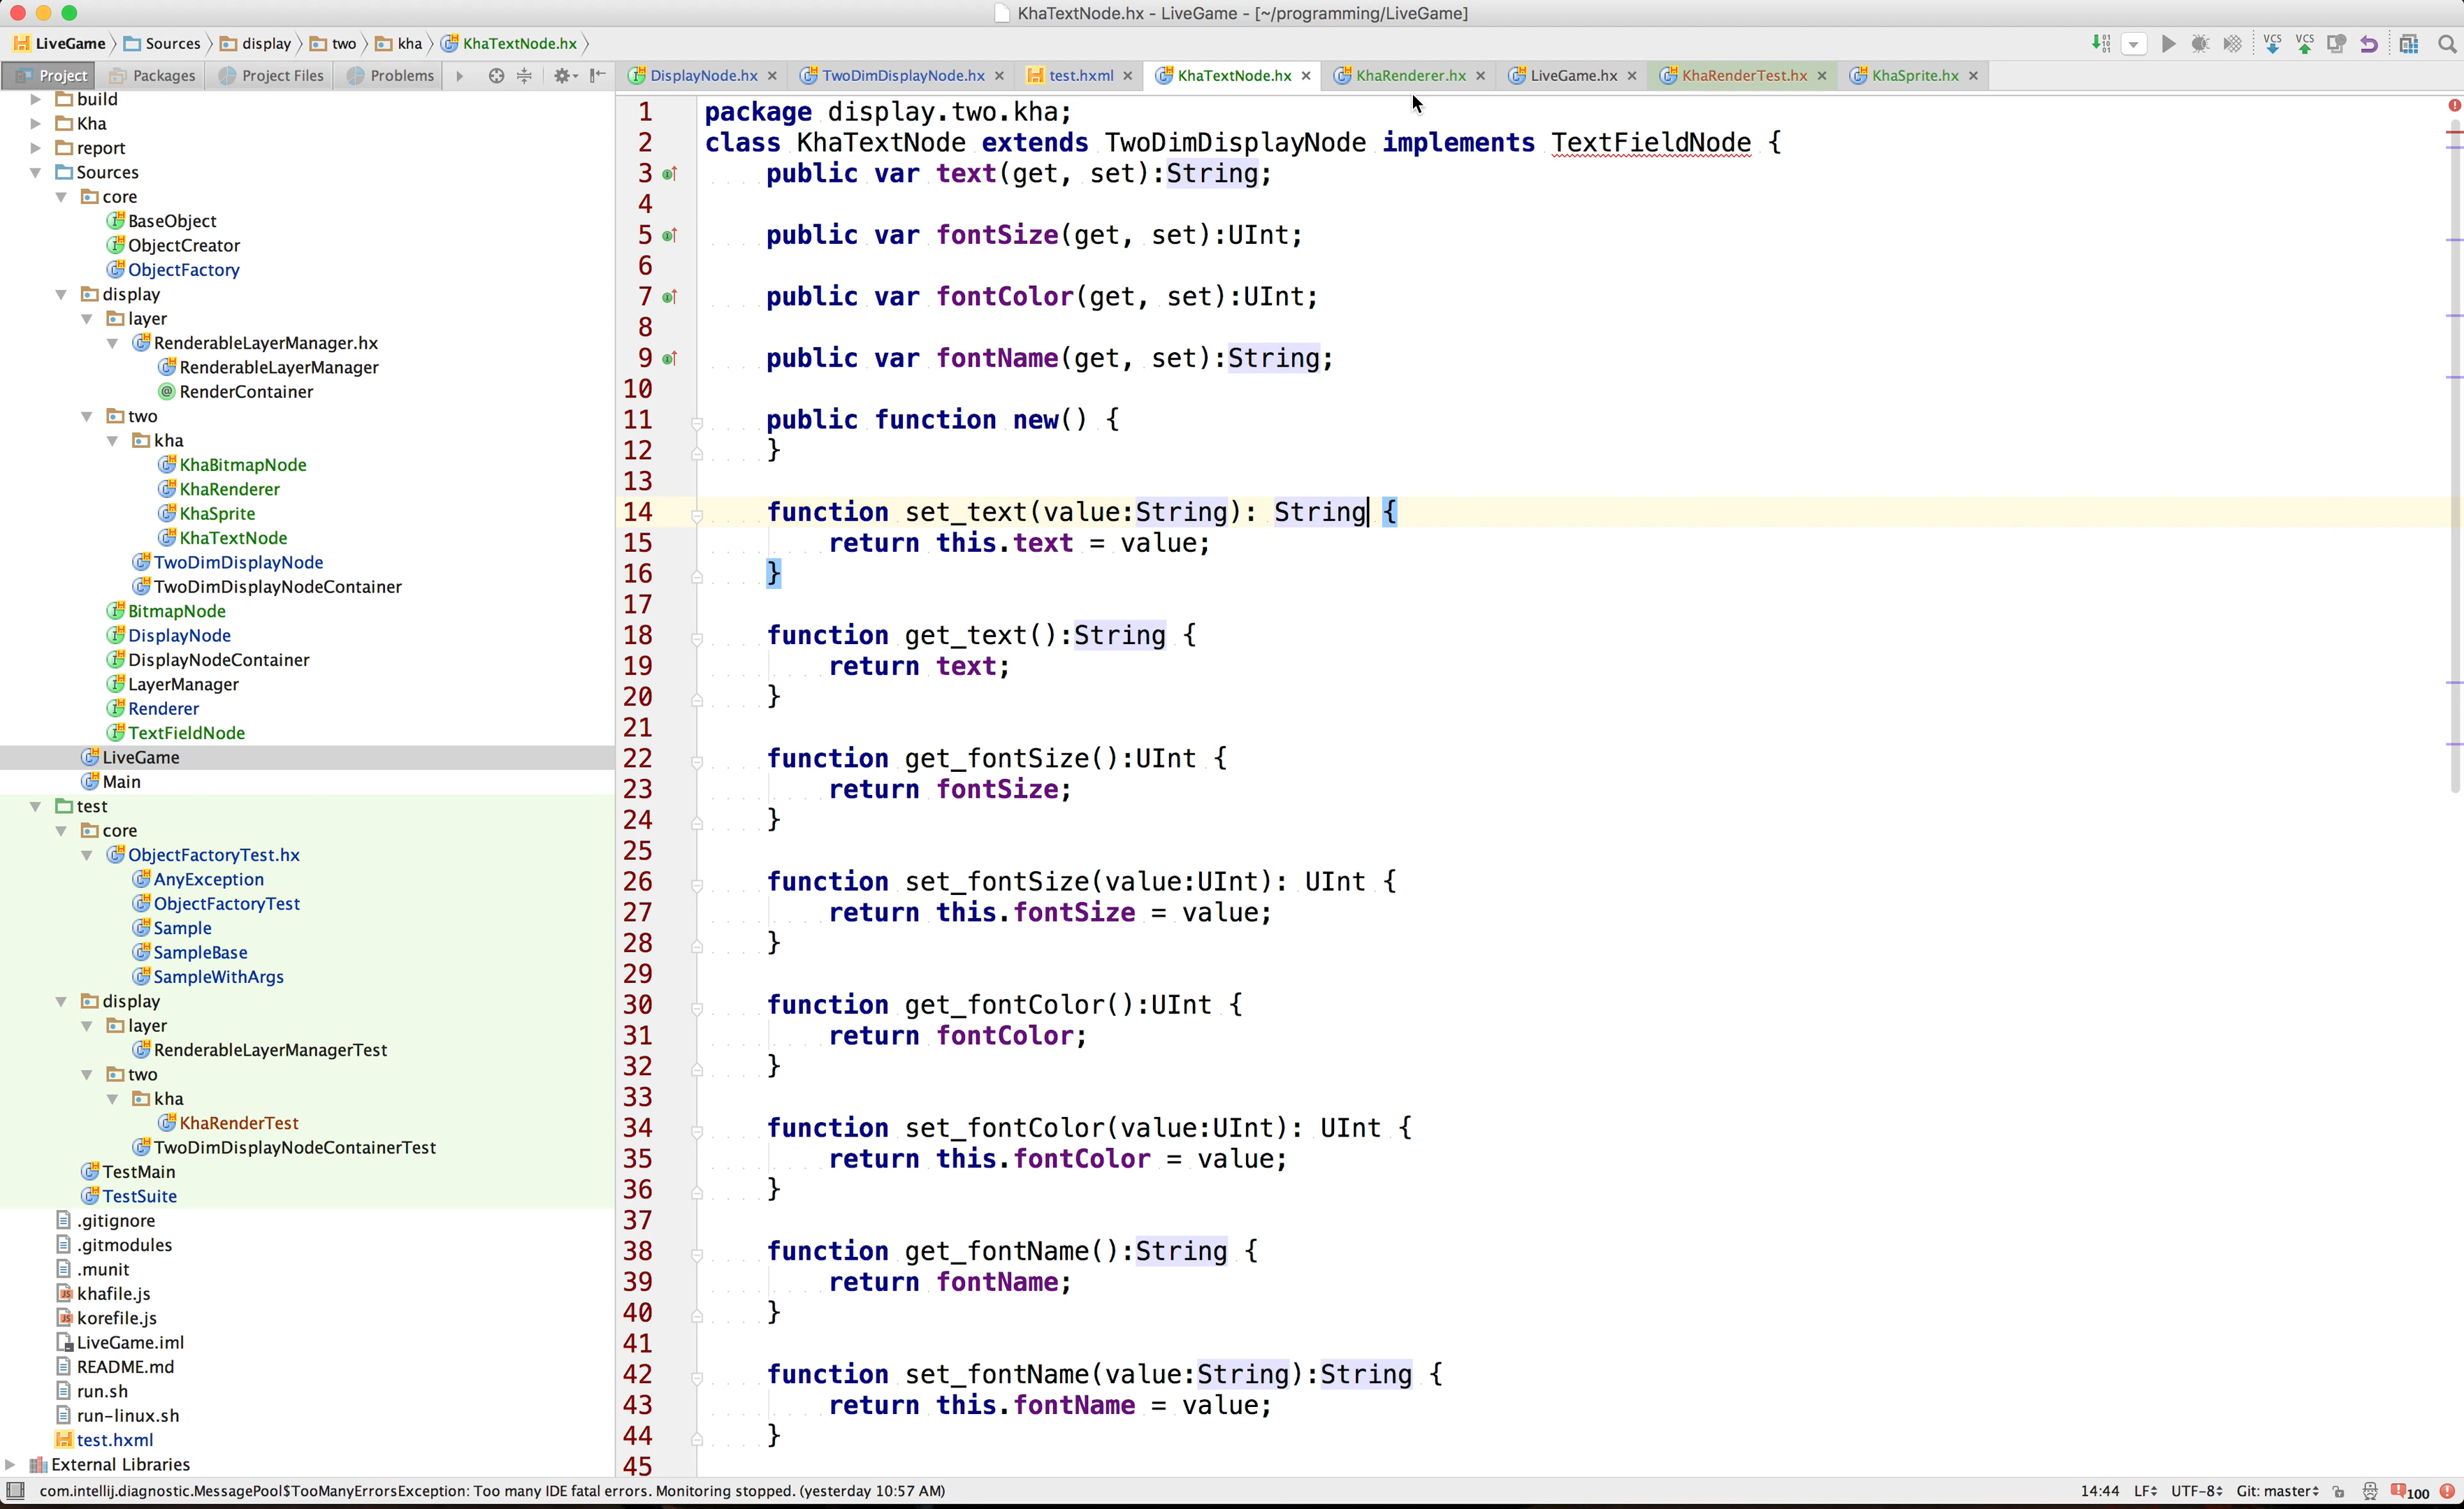 KhaTextNode.hx - LiveGame - [~/programming/LiveGame]
LiveGame Sources display two kha KhaTextNode.hx
VCS VCS
Project Packages Project Files Problems
DisplayNode.hx TwoDimDisplayNode.hx test.hxml KhaTextNode.hx KhaRenderer.hx LiveGame.hx KhaRenderTest.hx KhaSprite.hx
build
Kha
report
Sources
core
BaseObject
ObjectCreator
ObjectFactory
display
layer
RenderableLayerManager.hx
RenderableLayerManager
RenderContainer
two
kha
KhaBitmapNode
KhaRenderer
KhaSprite
KhaTextNode
TwoDimDisplayNode
TwoDimDisplayNodeContainer
BitmapNode
DisplayNode
DisplayNodeContainer
LayerManager
Renderer
TextFieldNode
LiveGame
Main
test
core
ObjectFactoryTest.hx
AnyException
ObjectFactoryTest
Sample
SampleBase
SampleWithArgs
display
layer
RenderableLayerManagerTest
two
kha
KhaRenderTest
TwoDimDisplayNodeContainerTest
TestMain
TestSuite
.gitignore
.gitmodules
.munit
khafile.js
korefile.js
LiveGame.iml
README.md
run.sh
run-linux.sh
test.hxml
External Libraries
1 package display.two.kha;
2 class KhaTextNode extends TwoDimDisplayNode implements TextFieldNode {
3 public var text(get, set):String;
4
5 public var fontSize(get, set):UInt;
6
7 public var fontColor(get, set):UInt;
8
9 public var fontName(get, set):String;
10
11 public function new() {
12 }
13
14 function set_text(value:String): String {
15 return this.text = value;
16 }
17
18 function get_text():String {
19 return text;
20 }
21
22 function get_fontSize():UInt {
23 return fontSize;
24 }
25
26 function set_fontSize(value:UInt): UInt {
27 return this.fontSize = value;
28 }
29
30 function get_fontColor():UInt {
31 return fontColor;
32 }
33
34 function set_fontColor(value:UInt): UInt {
35 return this.fontColor = value;
36 }
37
38 function get_fontName():String {
39 return fontName;
40 }
41
42 function set_fontName(value:String):String {
43 return this.fontName = value;
44 }
45
com.intellij.diagnostic.MessagePool$TooManyErrorsException: Too many IDE fatal errors. Monitoring stopped. (yesterday 10:57 AM)
14:44 LF UTF-8 Git: master 100